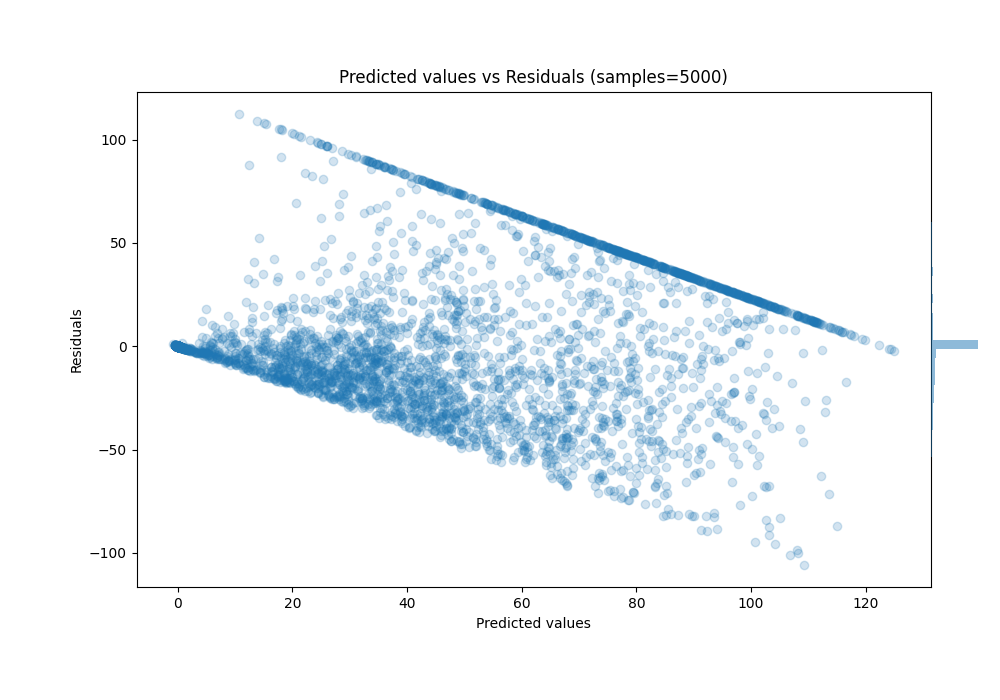 Predicted values vs Residuals (samples=5000)
100
50
0
−50
−100
Residuals
0 20 40 60 80 100 120
Predicted values